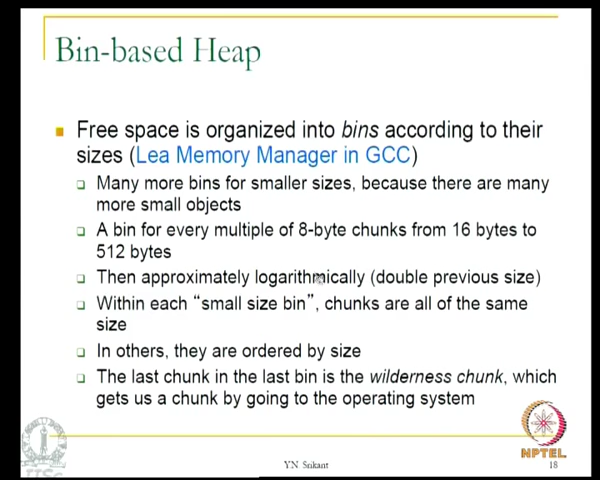 Bin-based Heap
Free space is organized into bins according to their
sizes (Lea Memory Manager in GCC)
Many more bins for smaller sizes, because there are many
more small objects
A bin for every multiple of 8-byte chunks from 16 bytes to
512 bytes
Then approximately logarithmically (double previous size)
Within each “small size bin”, chunks are all of the same
size
In others, they are ordered by size
The last chunk in the last bin is the wilderness chunk, which
gets us a chunk by going to the operating system
NPTEL
Y.N. Srikant
18